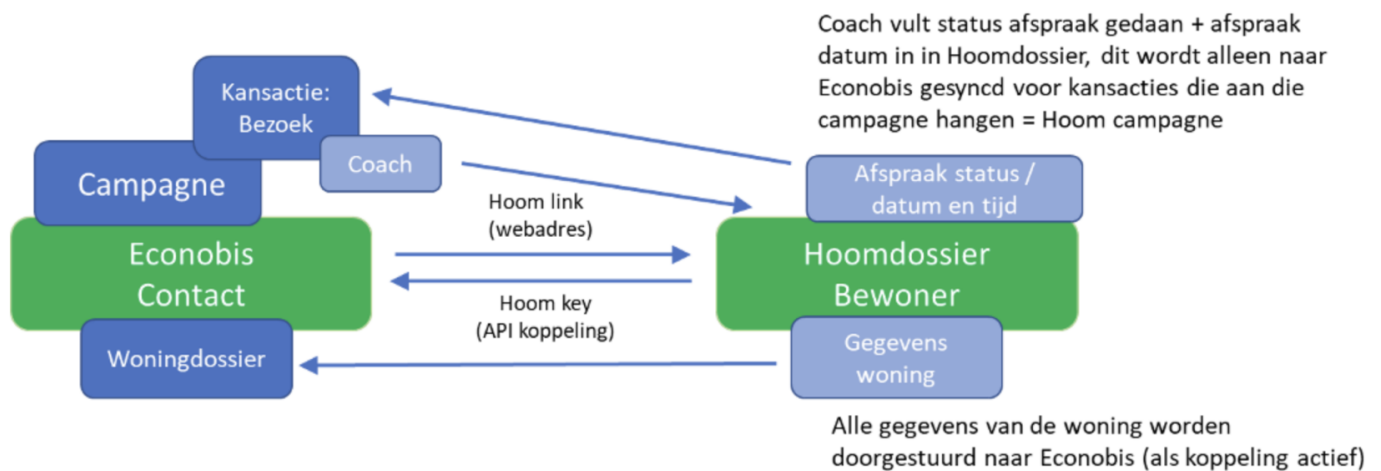 Coach vult status afspraak gedaan + afspraak
datum in in Hoomdossier, dit wordt alleen naar
Econobis gesyncd voor kansacties die aan die
campagne hangen = Hoom campagne
Kansactie:
Bezoek
Coach
Campagne
Afspraak status /
datum en tijd
Hoom link
(webadres)
Econobis
Contact
Hoomdossier
Bewoner
Hoom key
(API koppeling)
Woningdossier
Gegevens
woning
Alle gegevens van de woning worden
doorgestuurd naar Econobis (als koppeling actief)